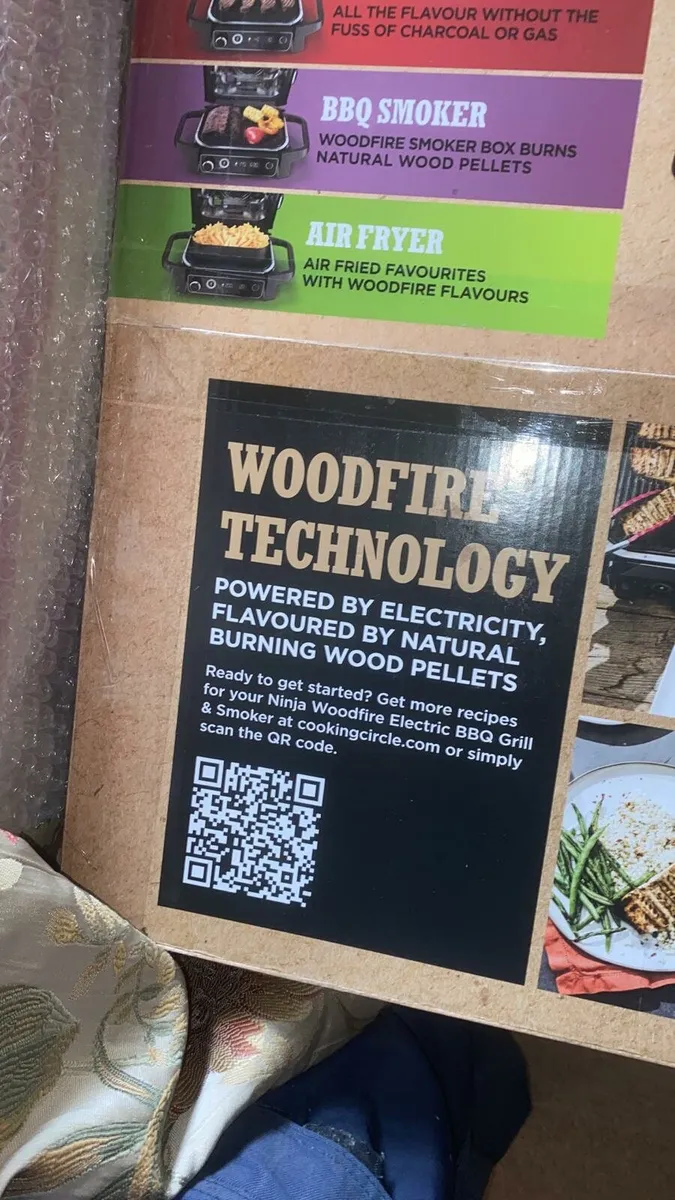 ALL THE FLAVOUR WITHOUT THE
FUSS OF CHARCOAL OR GAS
BBQ SMOKER
WOODFIRE SMOKER BOX BURNS
NATURAL WOOD PELLETS
AIR FRYER
AIR FRIED FAVOURITES
WITH WOODFIRE FLAVOURS
WOODFIRE
TECHNOLOGY
POWERED BY ELECTRICITY,
FLAVOURED BY NATURAL
BURNING WOOD PELLETS
Ready to get started? Get more recipes
for your Ninja Woodfire Electric BBQ Grill
& Smoker at cookingcircle.com or simply
scan the QR code.